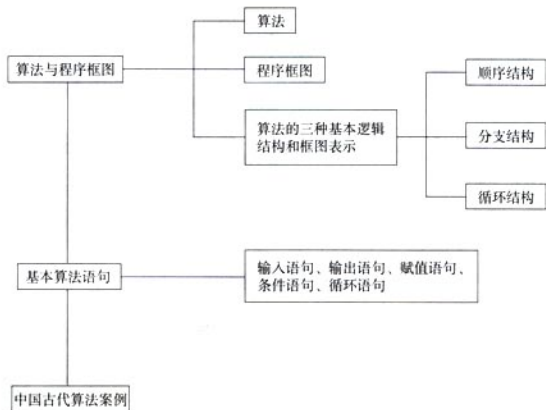 算法
算法与程序框图
程序框图
顺序结构
算法的三种基本逻辑
结构和框图表示
分支结构
循环结构
基本算法语句
输入语句、输出语句、赋值语句、
条件语句、循环语句
中国古代算法案例